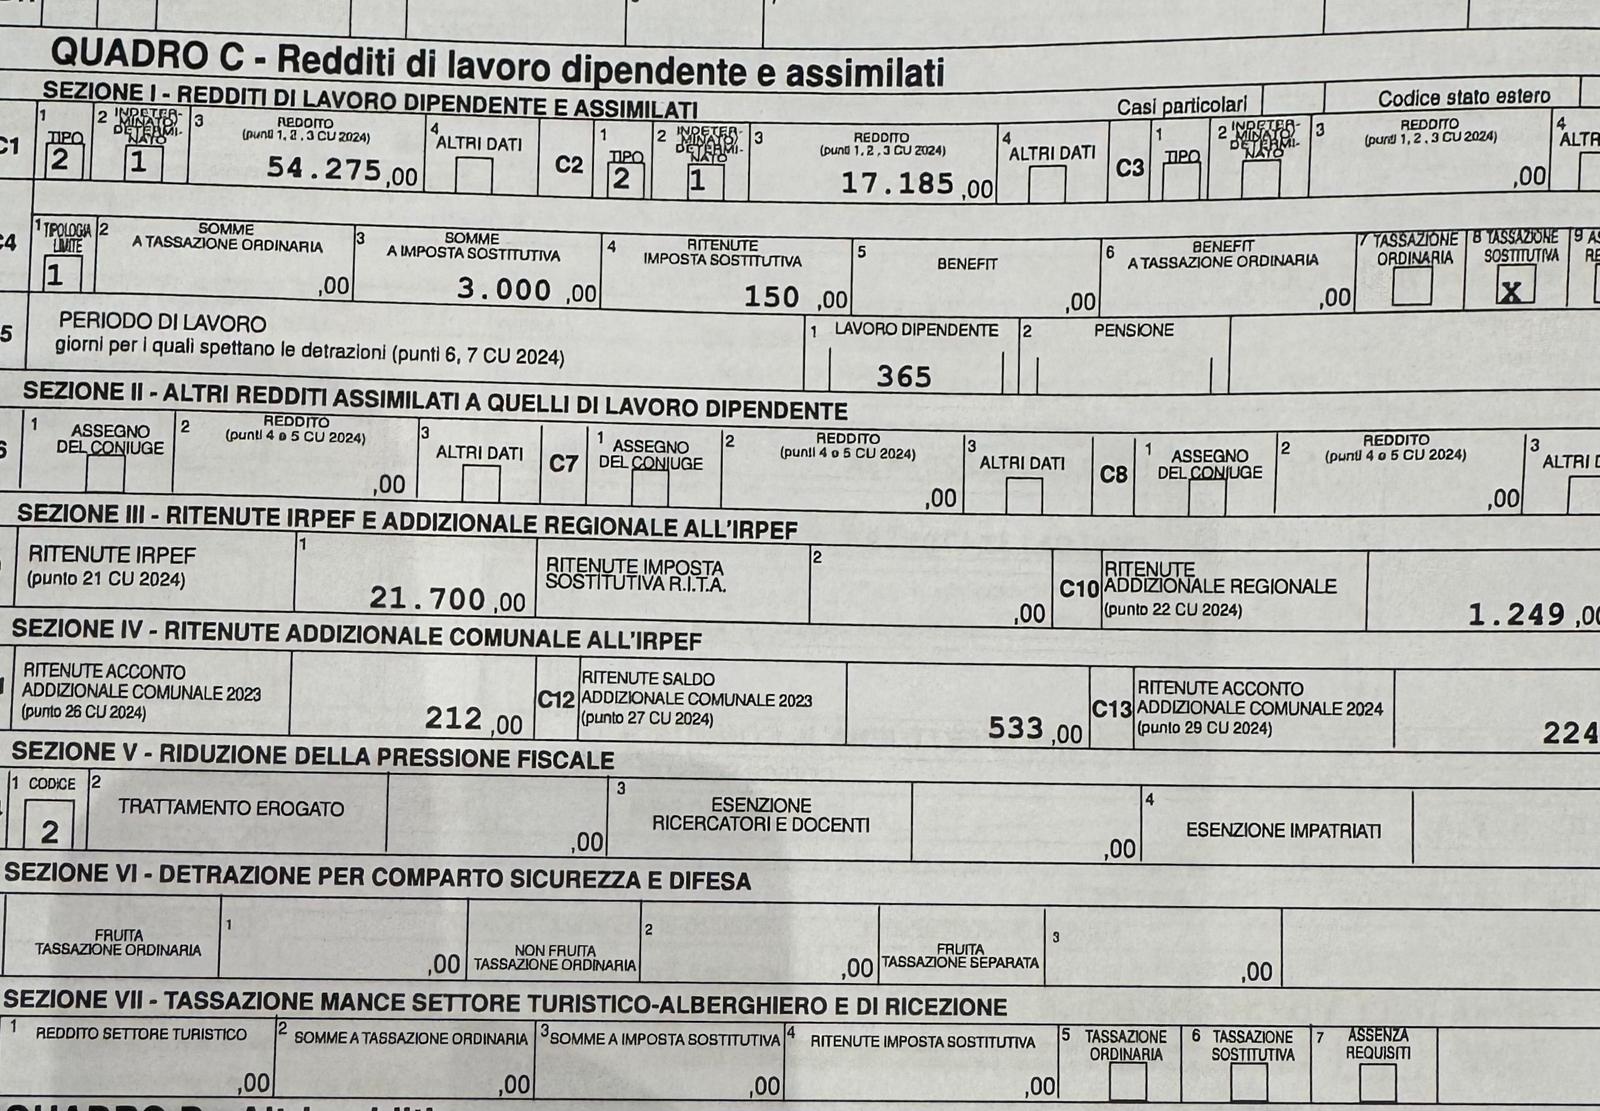 QUADRO C - Redditi di lavoro dipendente e assimilati
SEZIONE I - REDDITI DI LAVORO DIPENDENTE E ASSIMILATI Casi particolari Codice stato estero
C1 1 TIPO 2 2 INDETERMINATO/DETERMINATO 1 3 REDDITO (punti 1, 2 , 3 CU 2024) 54.275,00 4 ALTRI DATI C2 1 TIPO 2 2 INDETERMINATO/DETERMINATO 1 3 REDDITO (punti 1, 2 , 3 CU 2024) 17.185,00 4 ALTRI DATI C3 1 TIPO 2 INDETERMINATO/DETERMINATO 3 REDDITO (punti 1, 2 , 3 CU 2024) ,00 4
C4 1 TIPOLOGIA LIMITE 1 2 SOMME A TASSAZIONE ORDINARIA ,00 3 SOMME A IMPOSTA SOSTITUTIVA 3.000,00 4 RITENUTE IMPOSTA SOSTITUTIVA 150,00 5 BENEFIT ,00 6 BENEFIT A TASSAZIONE ORDINARIA ,00 7 TASSAZIONE ORDINARIA 8 TASSAZIONE SOSTITUTIVA X 9
5 PERIODO DI LAVORO
giorni per i quali spettano le detrazioni (punti 6, 7 CU 2024) 1 LAVORO DIPENDENTE 365 2 PENSIONE
SEZIONE II - ALTRI REDDITI ASSIMILATI A QUELLI DI LAVORO DIPENDENTE
1 ASSEGNO DEL CONIUGE 2 REDDITO (punti 4 e 5 CU 2024) ,00 3 ALTRI DATI C7 1 ASSEGNO DEL CONIUGE 2 REDDITO (punti 4 e 5 CU 2024) ,00 3 ALTRI DATI C8 1 ASSEGNO DEL CONIUGE 2 REDDITO (punti 4 e 5 CU 2024) ,00 3 ALTRI
SEZIONE III - RITENUTE IRPEF E ADDIZIONALE REGIONALE ALL'IRPEF
RITENUTE IRPEF (punto 21 CU 2024) 1 21.700,00 RITENUTE IMPOSTA SOSTITUTIVA R.I.T.A. 2 ,00 C10 RITENUTE ADDIZIONALE REGIONALE (punto 22 CU 2024) 1.249,00
SEZIONE IV - RITENUTE ADDIZIONALE COMUNALE ALL'IRPEF
RITENUTE ACCONTO ADDIZIONALE COMUNALE 2023 (punto 26 CU 2024) 212,00 C12 RITENUTE SALDO ADDIZIONALE COMUNALE 2023 (punto 27 CU 2024) 533,00 C13 RITENUTE ACCONTO ADDIZIONALE COMUNALE 2024 (punto 29 CU 2024) 224
SEZIONE V - RIDUZIONE DELLA PRESSIONE FISCALE
1 CODICE 2 2 TRATTAMENTO EROGATO ,00 3 ESENZIONE RICERCATORI E DOCENTI ,00 4 ESENZIONE IMPATRIATI
SEZIONE VI - DETRAZIONE PER COMPARTO SICUREZZA E DIFESA
FRUITA TASSAZIONE ORDINARIA 1 ,00 NON FRUITA TASSAZIONE ORDINARIA 2 ,00 FRUITA TASSAZIONE SEPARATA 3 ,00
SEZIONE VII - TASSAZIONE MANCE SETTORE TURISTICO-ALBERGHIERO E DI RICEZIONE
1 REDDITO SETTORE TURISTICO ,00 2 SOMME A TASSAZIONE ORDINARIA ,00 3 SOMME A IMPOSTA SOSTITUTIVA ,00 4 RITENUTE IMPOSTA SOSTITUTIVA ,00 5 TASSAZIONE ORDINARIA 6 TASSAZIONE SOSTITUTIVA 7 ASSENZA REQUISITI